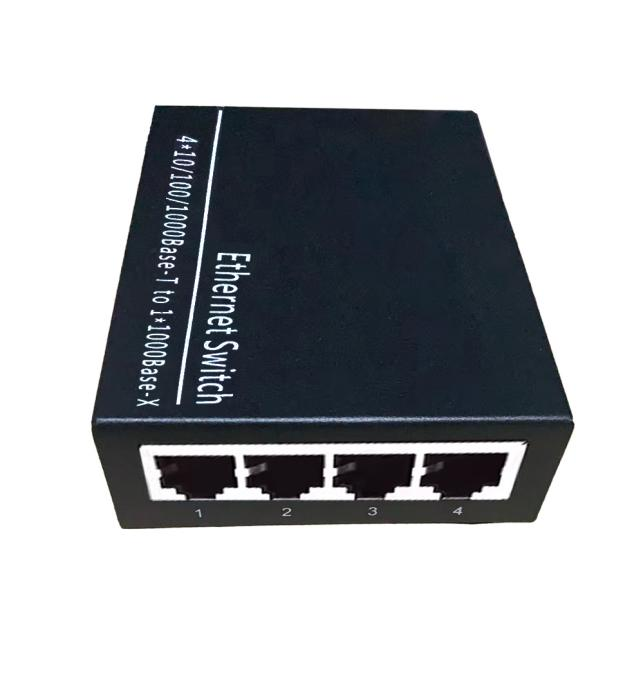 Ethernet Switch
4*10/100/1000Base-T to 1*1000Base-X
1 2 3 4